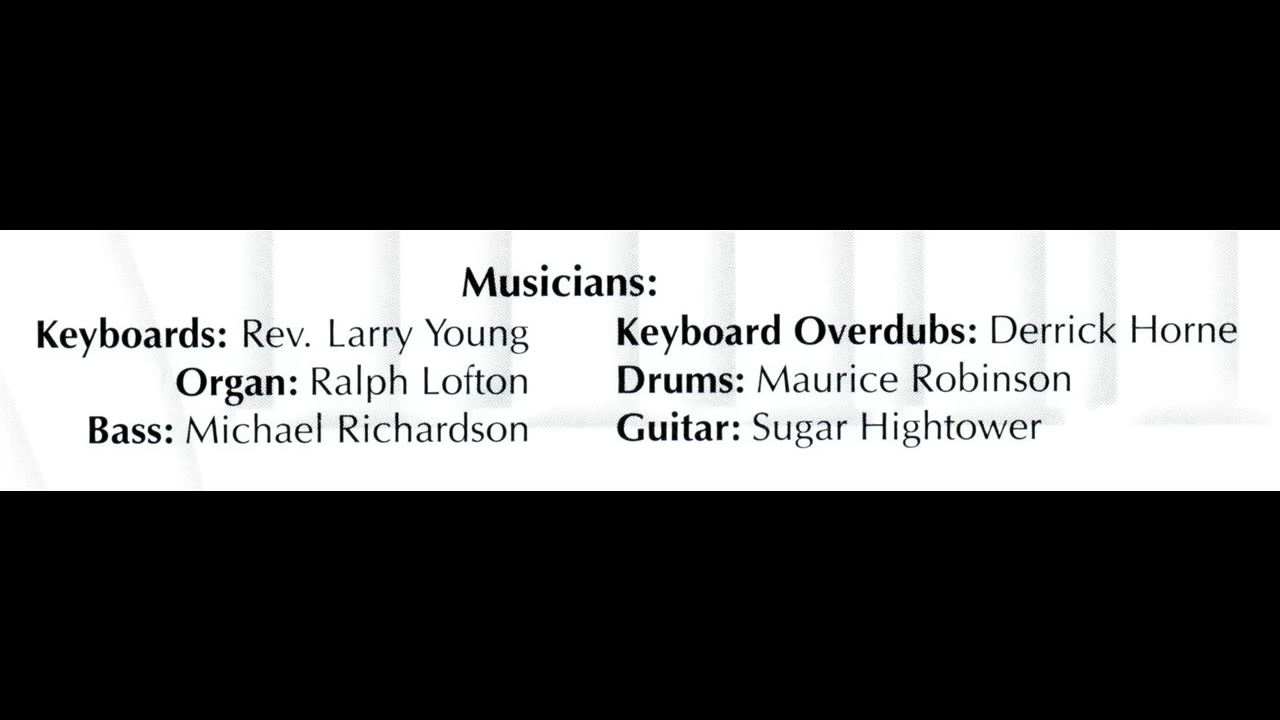 Musicians:
Keyboards: Rev. Larry Young
Organ: Ralph Lofton
Bass: Michael Richardson
Keyboard Overdubs: Derrick Horne
Drums: Maurice Robinson
Guitar: Sugar Hightower